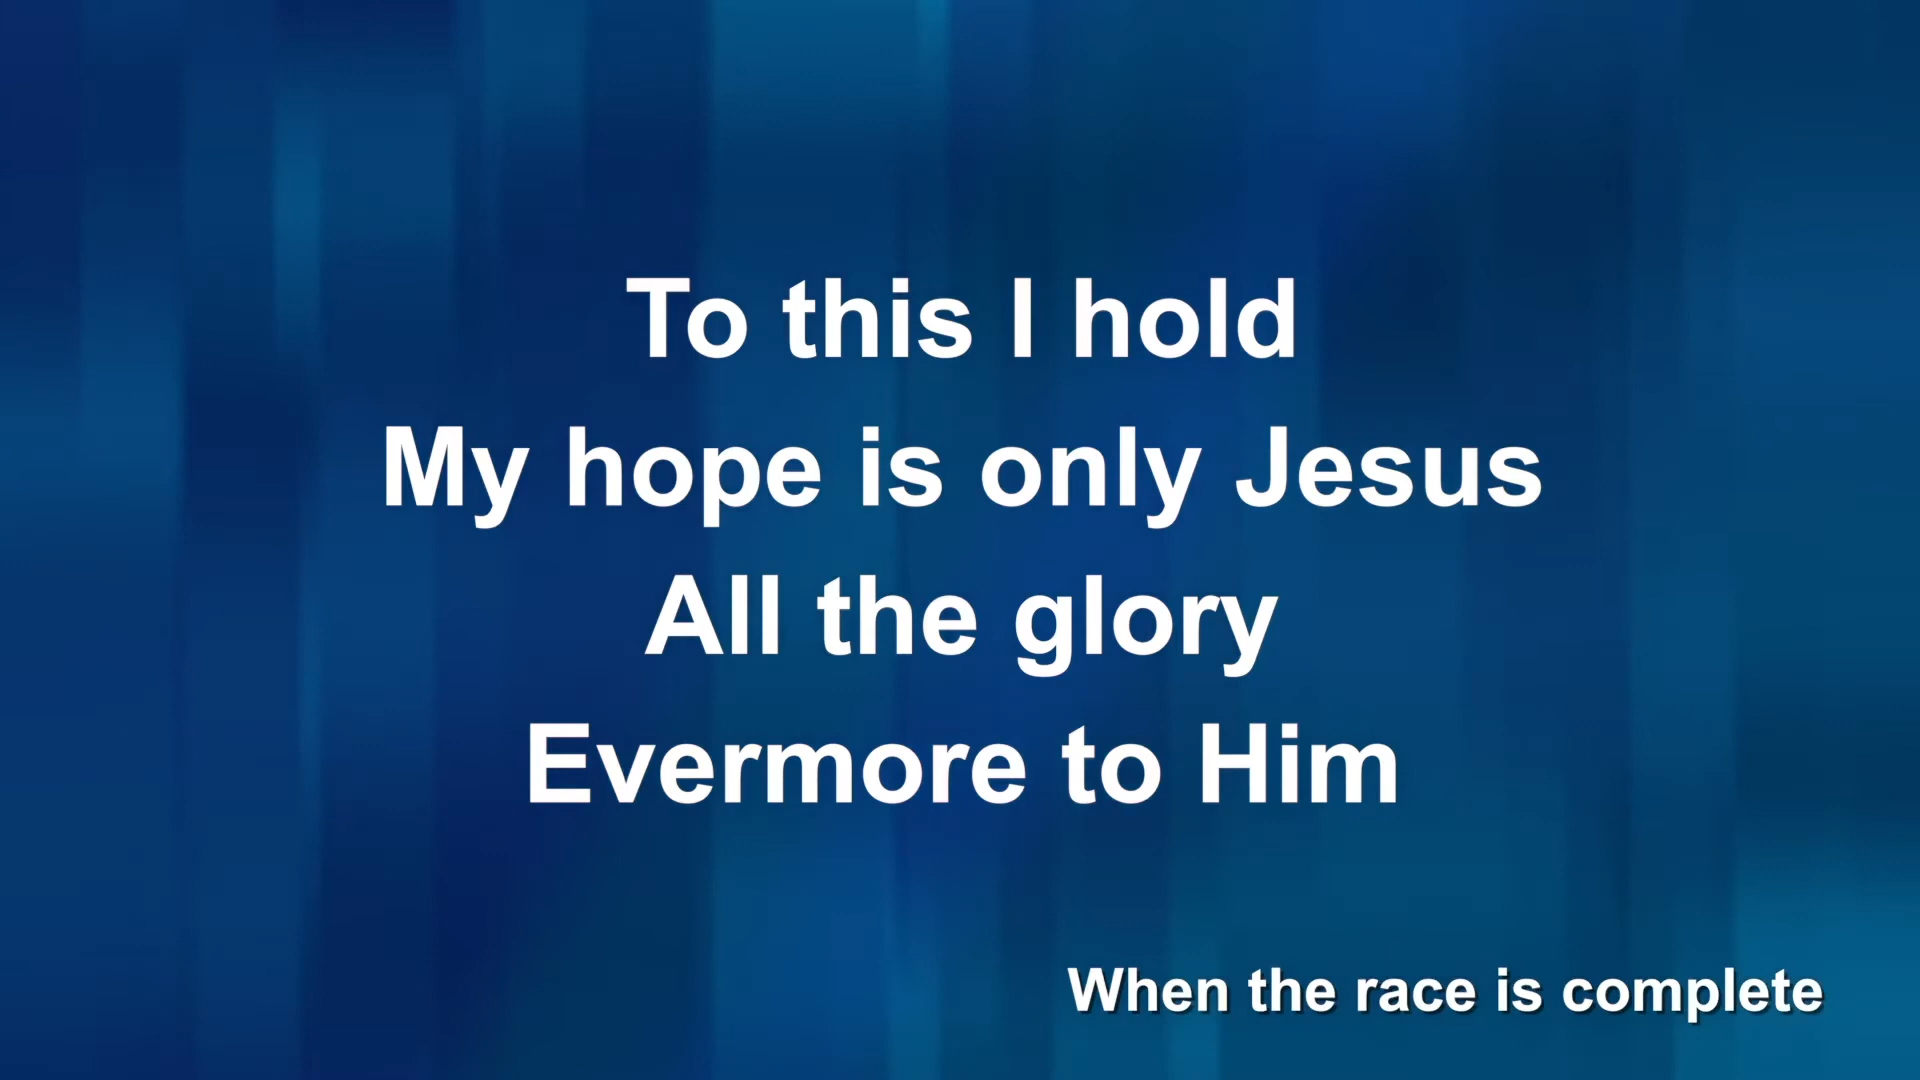 To this I hold
My hope is only Jesus
All the glory
Evermore to Him
When the race is complete